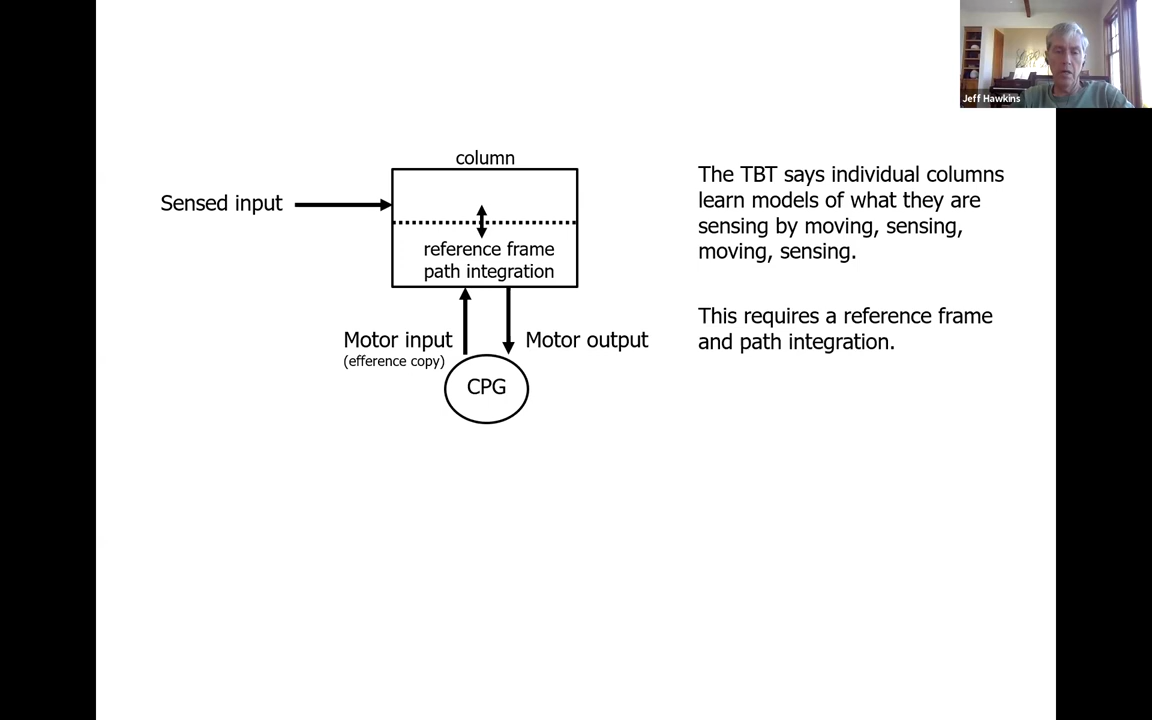 Jeff Hawkins
column
Sensed input
reference frame
path integration
Motor input
(efference copy)
Motor output
CPG
The TBT says individual columns
learn models of what they are
sensing by moving, sensing,
moving, sensing.
This requires a reference frame
and path integration.